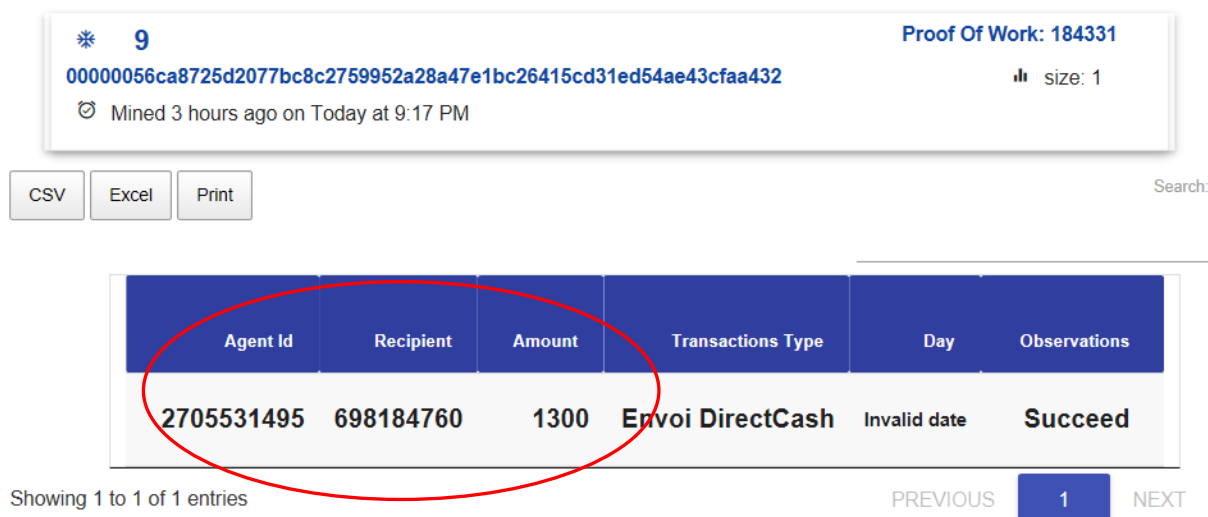 9
Proof Of Work: 184331
00000056ca8725d2077bc8c2759952a28a47e1bc26415cd31ed54ae43cfaa432
size: 1
Mined 3 hours ago on Today at 9:17 PM
CSV Excel Print
Search:
Agent Id Recipient Amount Transactions Type Day Observations
2705531495 698184760 1300 Envoi DirectCash Invalid date Succeed
Showing 1 to 1 of 1 entries
PREVIOUS 1 NEXT